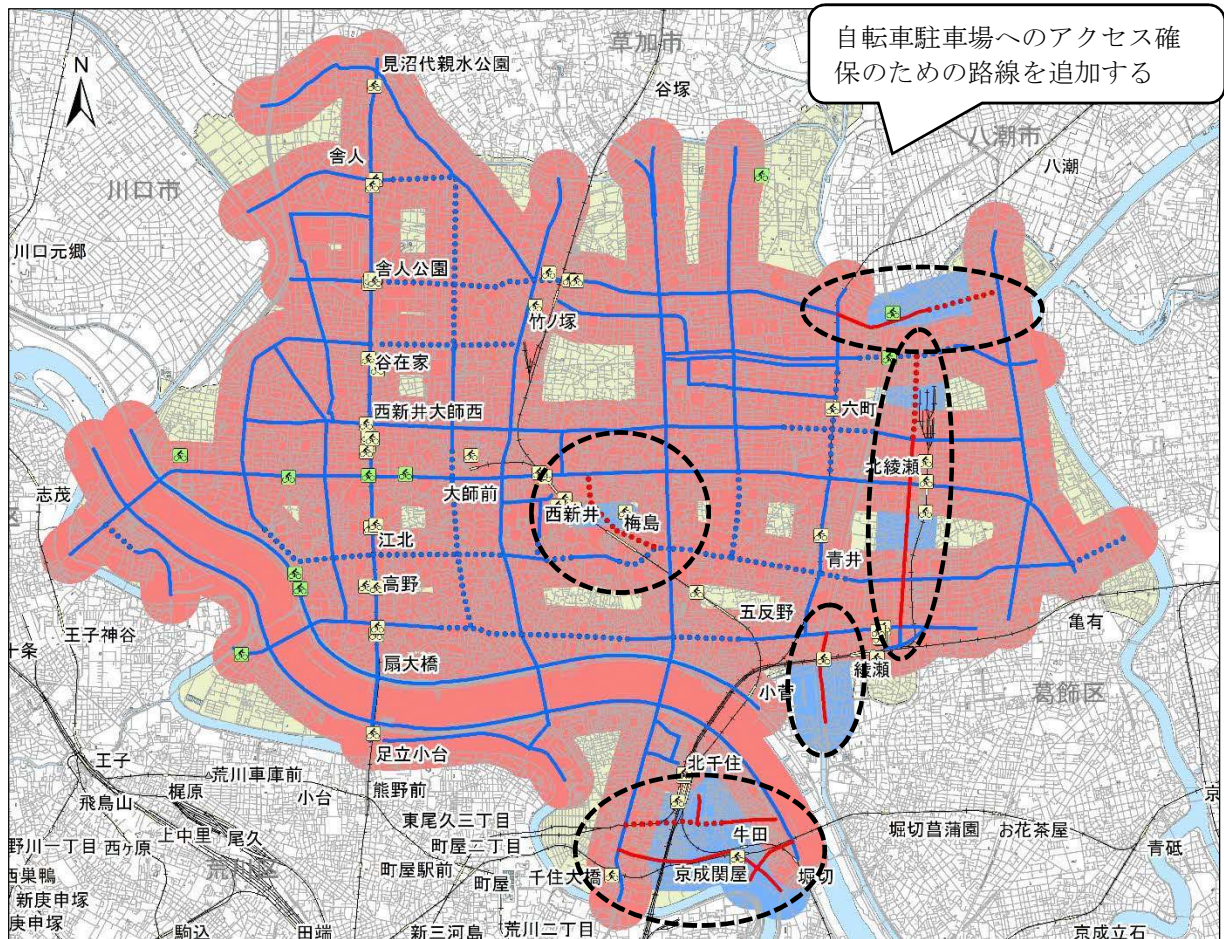 自転車駐車場へのアクセス確
保のための路線を追加する
草加市
見沼代親水公園
N
谷塚
八潮市
八潮
舎人
川口市
川口元郷
舎人公園
竹ノ塚
谷在家
六町
西新井大師西
北綾瀬
志茂
大師前
西新井
梅島
江北
青井
高野
五反野
亀有
王子神谷
十条
扇大橋
綾瀬
小菅
葛飾区
足立小台
北千住
王子
荒川車庫前
熊野前
飛鳥山
梶原
小台
京
東尾久三丁目
牛田
堀切菖蒲園
お花茶屋
上中里
尾久
町屋二丁目
野川一丁目
西ヶ原
青砥
町屋駅前
京成関屋
西巣鴨
荒川区
町屋
千住大橋
堀切
新庚申塚
庚申塚
駒込
田端
新三河島
荒川二丁目
京成立石